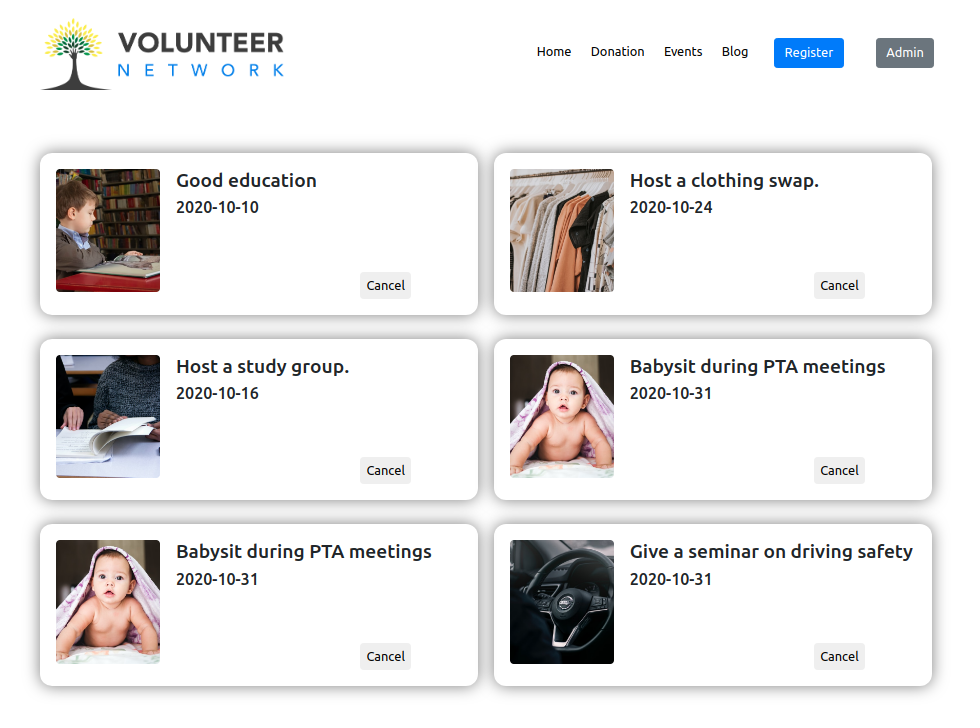 VOLUNTEER
NETWORK
Home Donation Events Blog Register Admin
Good education
2020-10-10
Cancel
Host a clothing swap.
2020-10-24
Cancel
Host a study group.
2020-10-16
Cancel
Babysit during PTA meetings
2020-10-31
Cancel
Babysit during PTA meetings
2020-10-31
Cancel
Give a seminar on driving safety
2020-10-31
Cancel